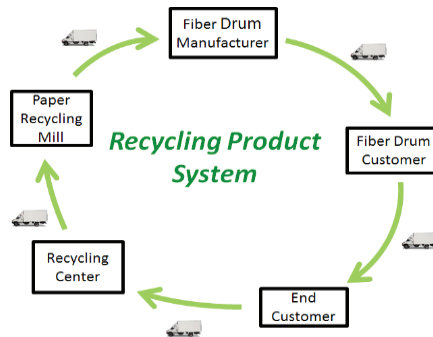 Fiber Drum
Manufacturer
Paper
Recycling
Mill
Recycling Product
System
Fiber Drum
Customer
Recycling
Center
End
Customer